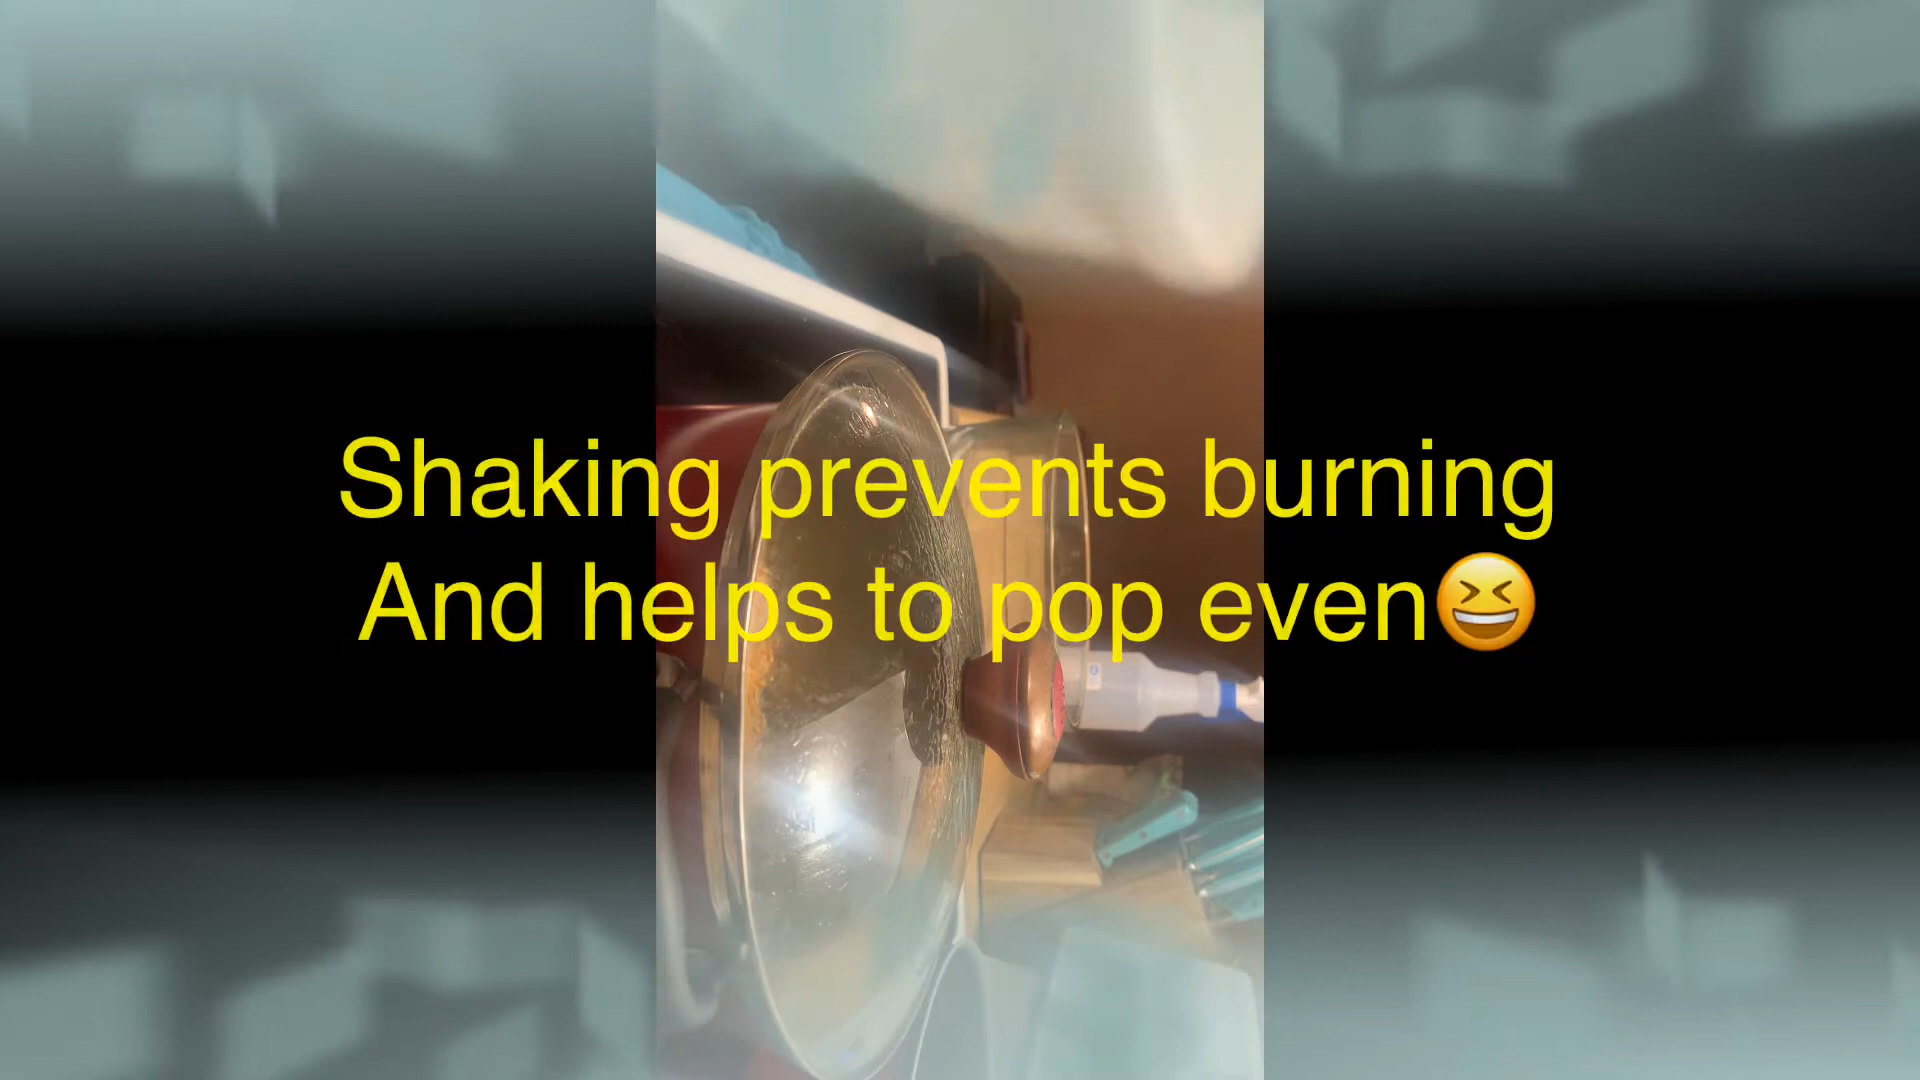 Shaking prevents burning
And helps to pop even😆